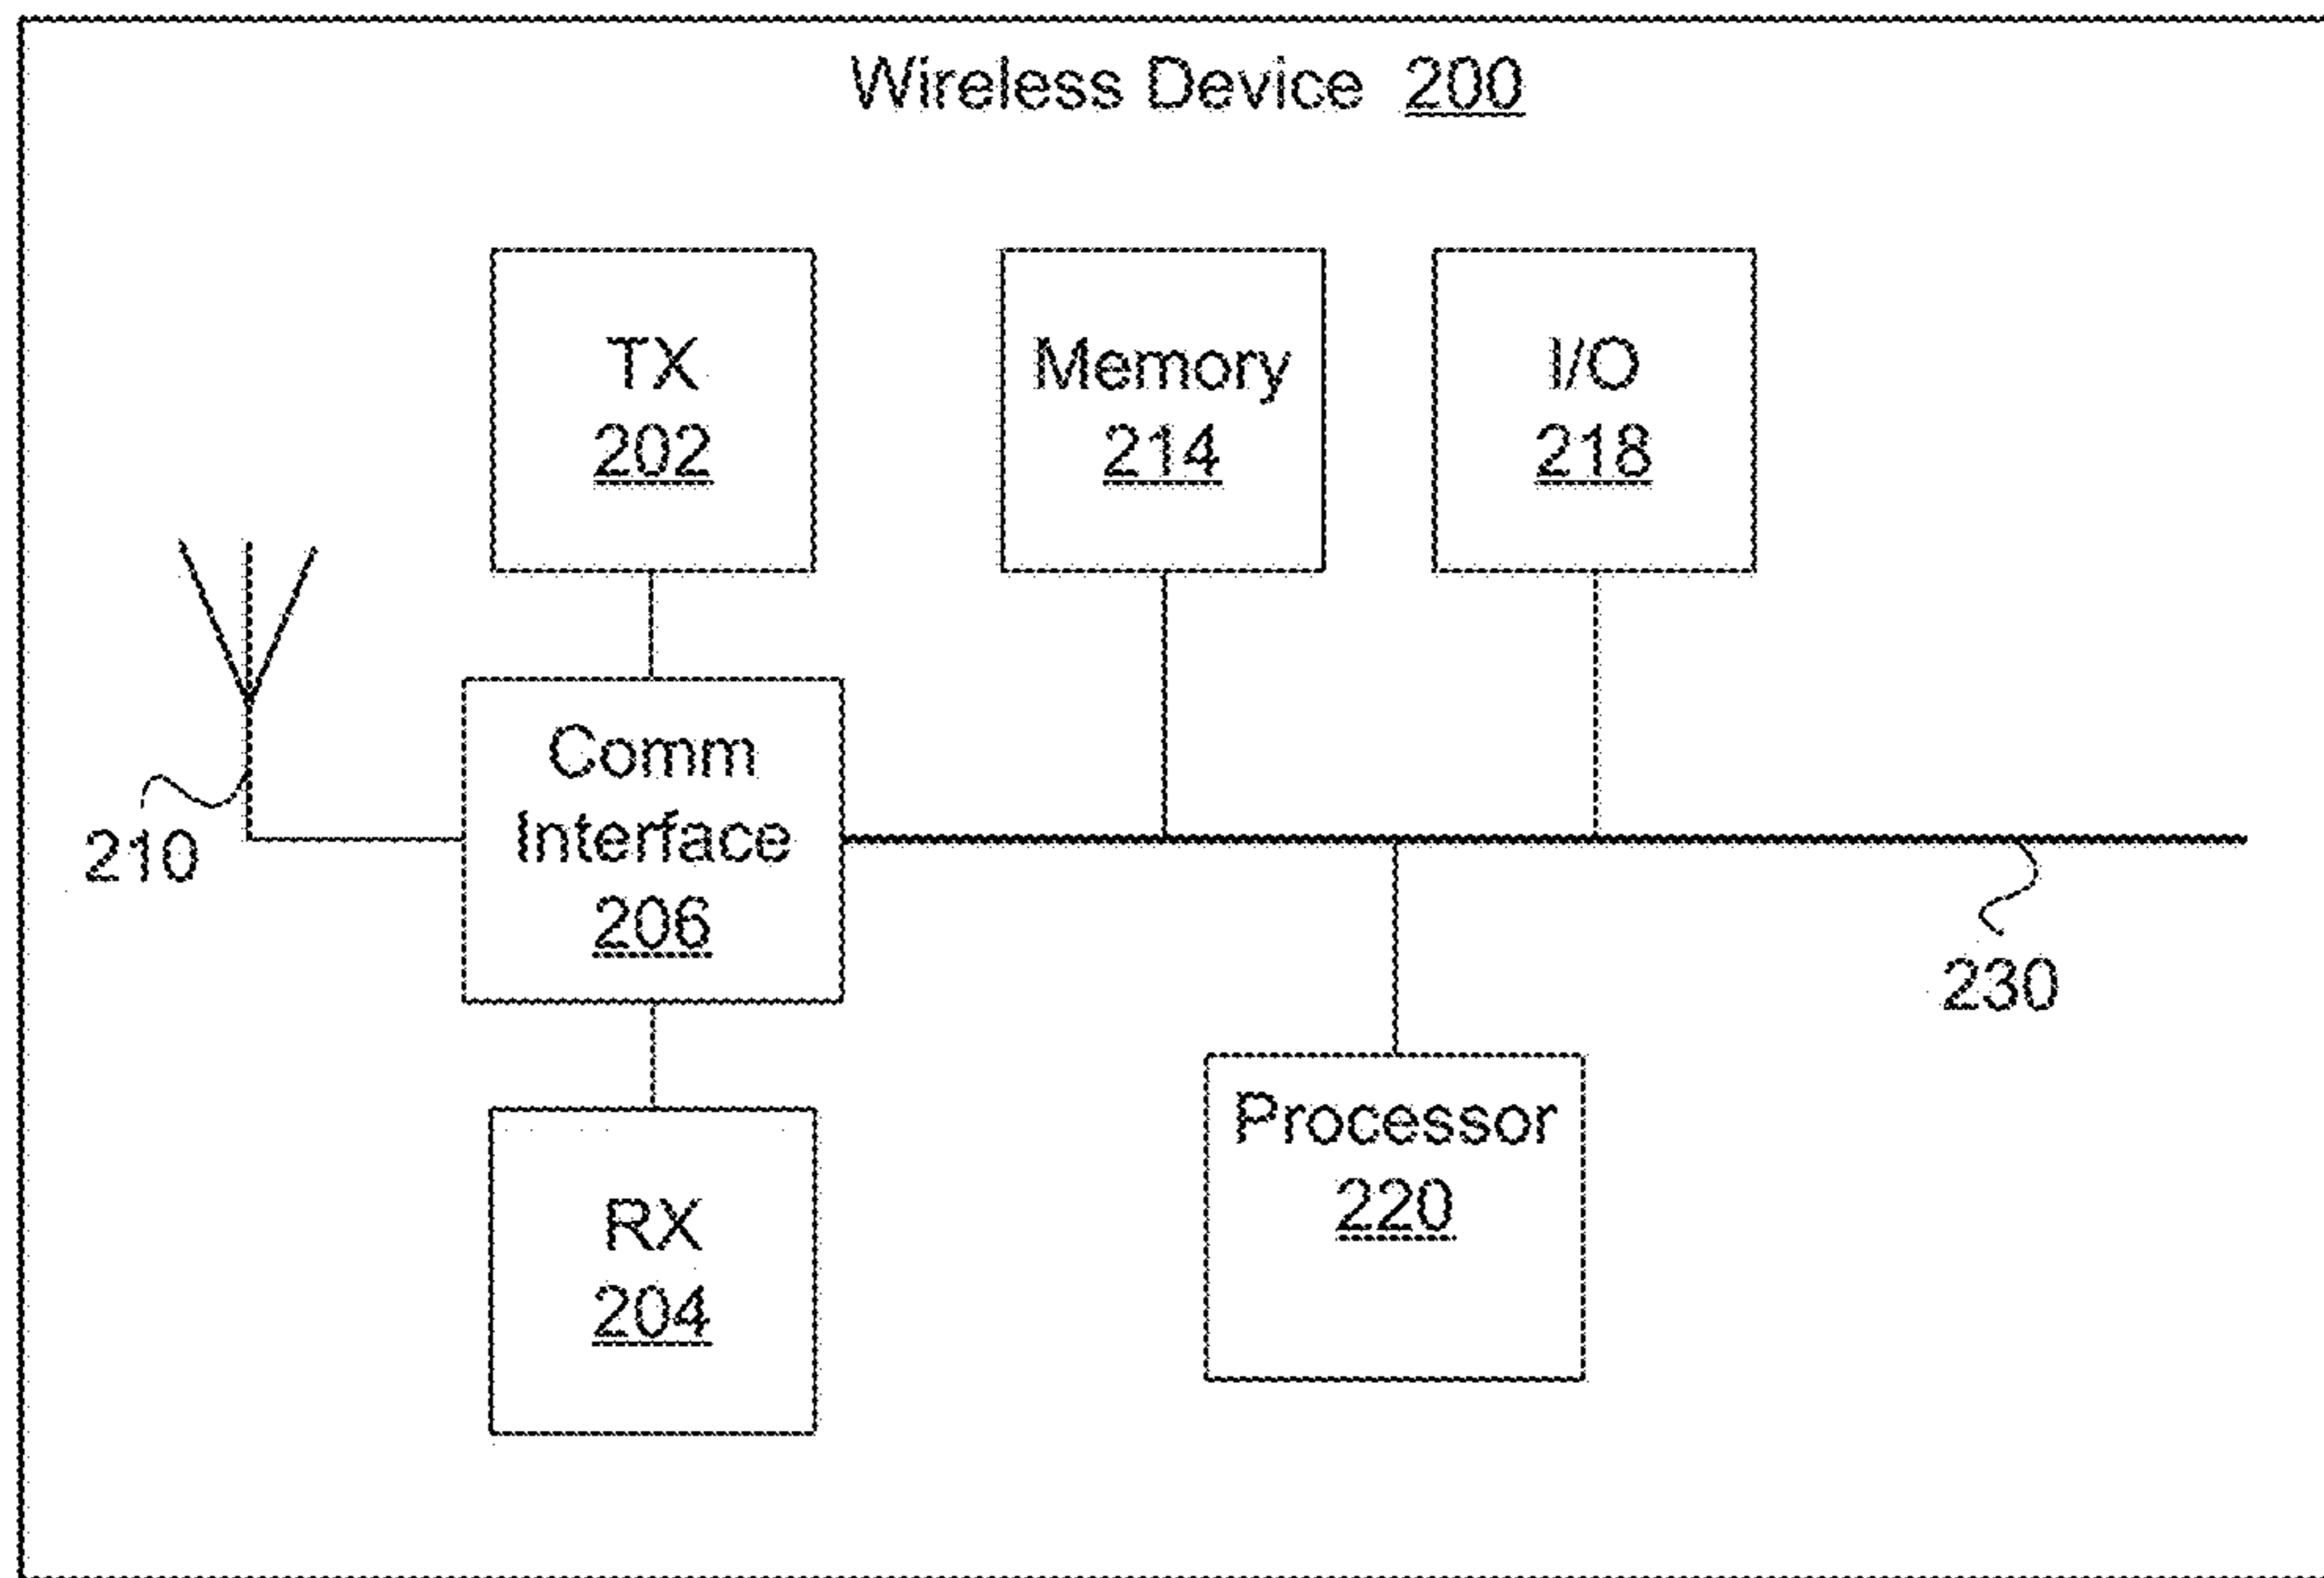 Wireless Device 200
TX
202
Memory
214
I/O
218
Comm
Interface
206
210
230
Processor
220
RX
204